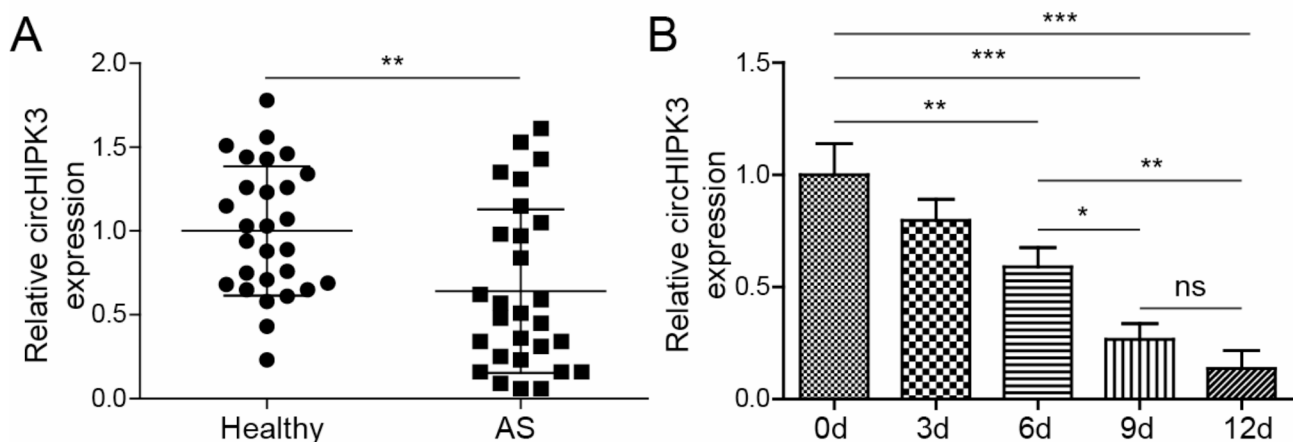 A
Relative circHIPK3
expression
2.0
1.5
1.0
0.5
0.0
**
Healthy
AS
B
Relative circHIPK3
expression
1.5
1.0
0.5
0.0
***
***
**
**
*
ns
0d
3d
6d
9d
12d